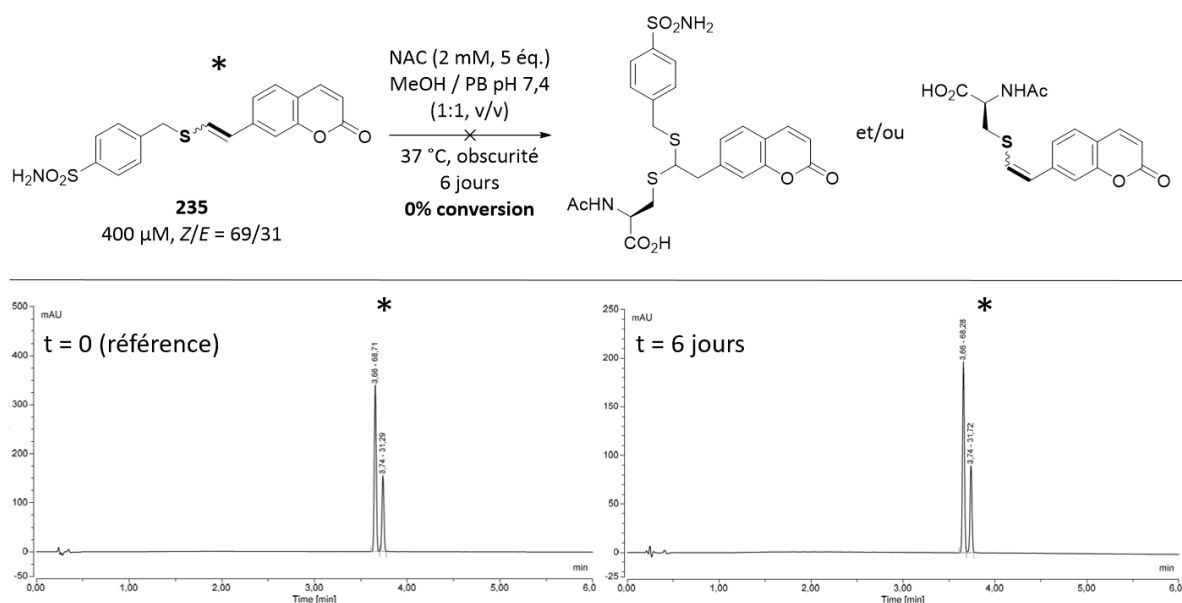 *
NAC (2 mM, 5 éq.)
MeOH / PB pH 7,4
(1:1, v/v)
37 °C, obscurité
6 jours
0% conversion
H₂NO₂S
S
O
O
235
400 µM, Z/E = 69/31
SO₂NH₂
S
S
O
O
AcHN
CO₂H
et/ou
HO₂C
NHAc
S
O
O
500
400
300
200
100
0
-50
mAU
t = 0 (référence)
*
3,66 - 68,71
3,74 - 31,29
min
0,00
1,00
2,00
3,00
4,00
5,00
6,0
Time [min]
250
200
150
100
50
0
-25
mAU
t = 6 jours
*
3,66 - 68,28
3,74 - 31,72
min
0,00
1,00
2,00
3,00
4,00
5,00
6,0
Time [min]